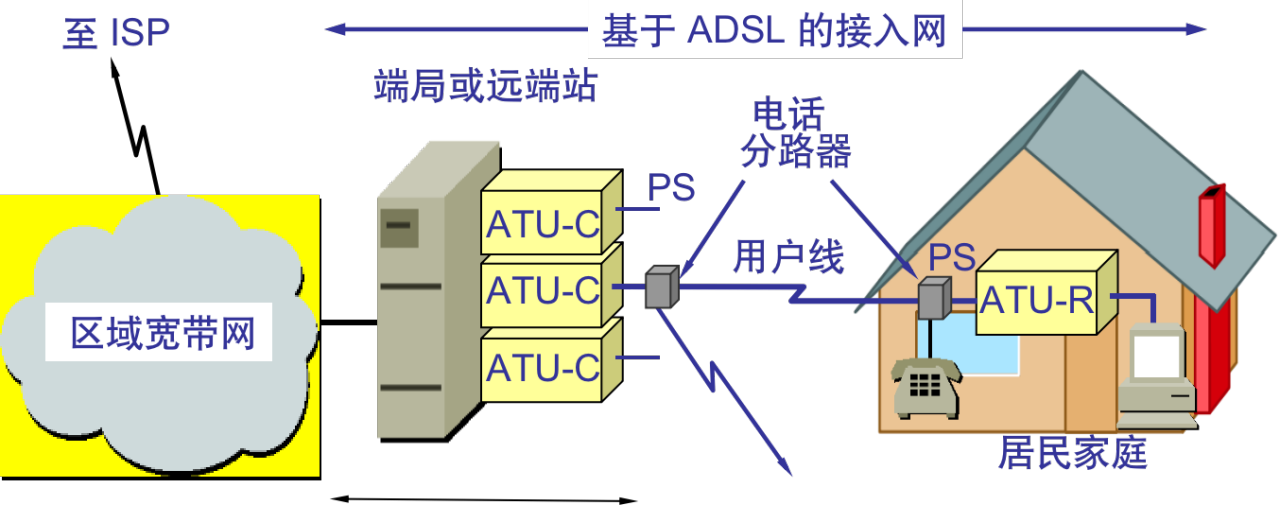 至 ISP
基于 ADSL 的接入网
端局或远端站
电话
分路器
PS
ATU-C
用户线
PS
ATU-C
ATU-R
区域宽带网
ATU-C
居民家庭